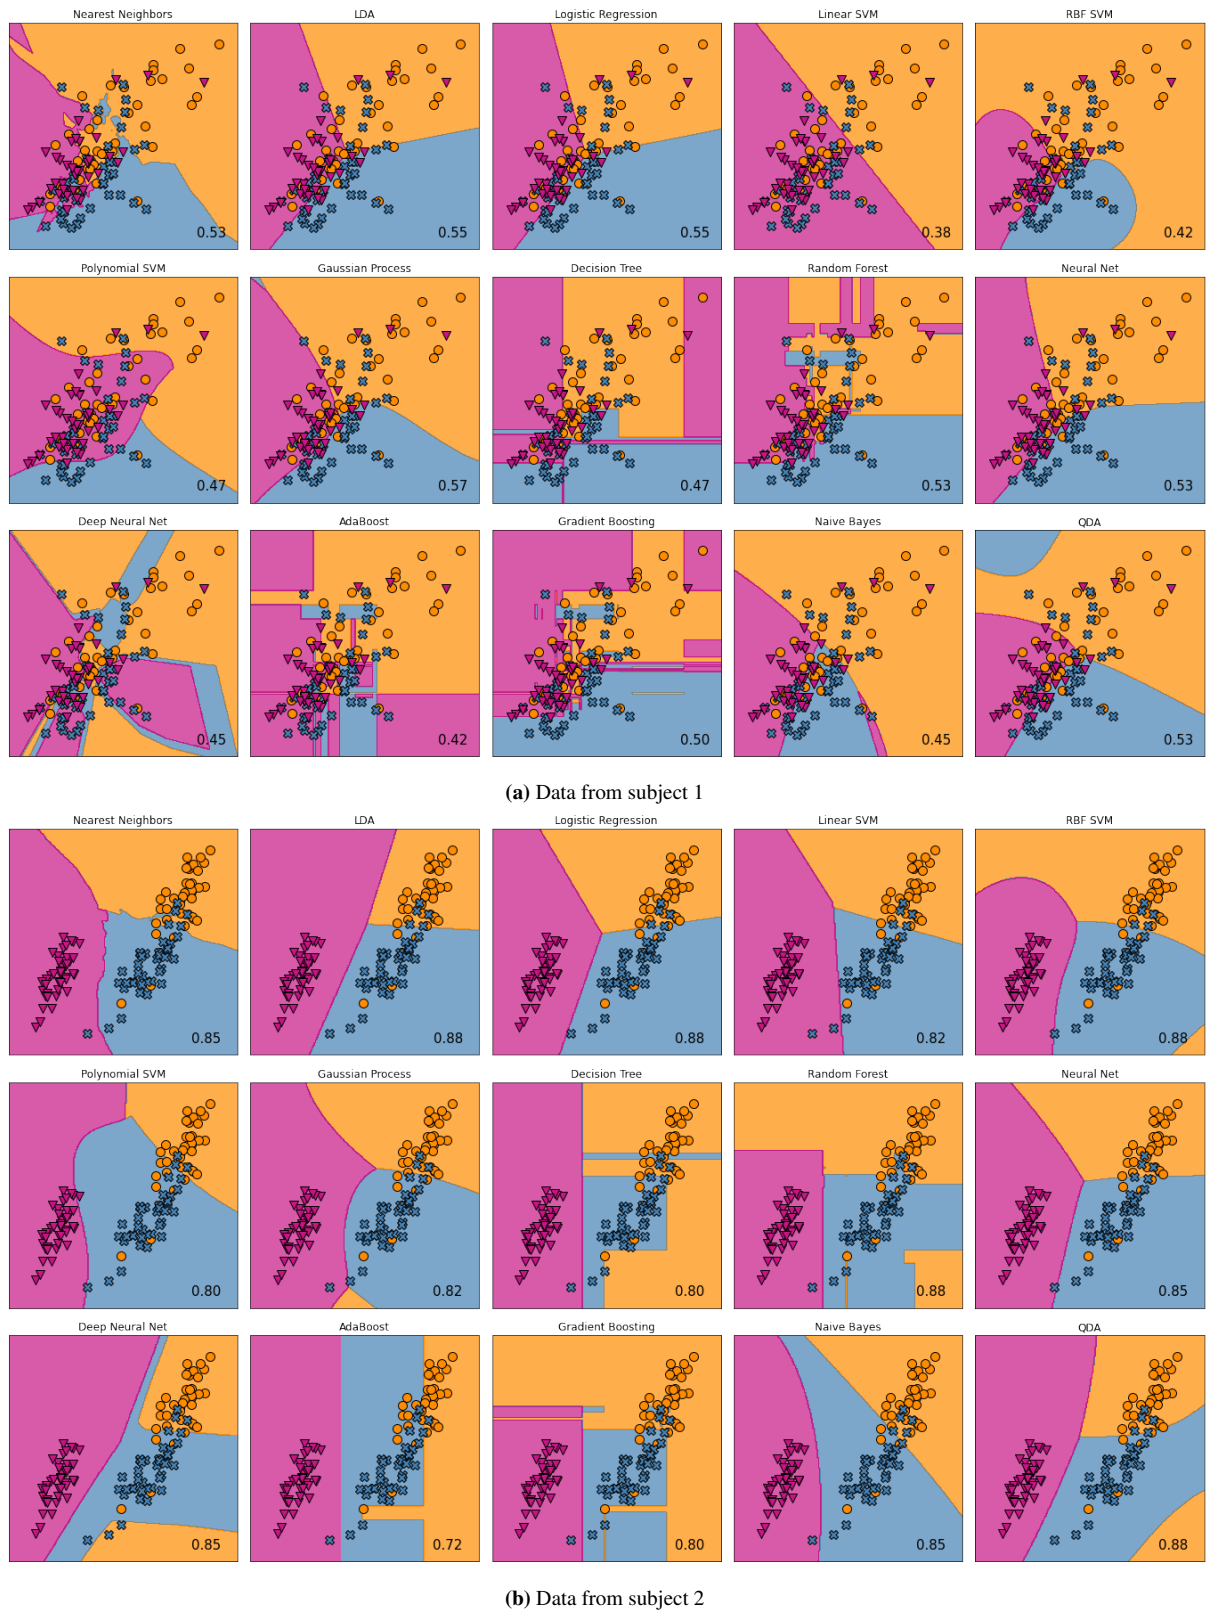 Nearest Neighbors LDA Logistic Regression Linear SVM RBF SVM
0.53 0.55 0.55 0.38 0.42
Polynomial SVM Gaussian Process Decision Tree Random Forest Neural Net
0.47 0.57 0.47 0.53 0.53
Deep Neural Net AdaBoost Gradient Boosting Naive Bayes QDA
0.45 0.42 0.50 0.45 0.53
(a) Data from subject 1
Nearest Neighbors LDA Logistic Regression Linear SVM RBF SVM
0.85 0.88 0.88 0.82 0.88
Polynomial SVM Gaussian Process Decision Tree Random Forest Neural Net
0.80 0.82 0.80 0.88 0.85
Deep Neural Net AdaBoost Gradient Boosting Naive Bayes QDA
0.85 0.72 0.80 0.85 0.88
(b) Data from subject 2